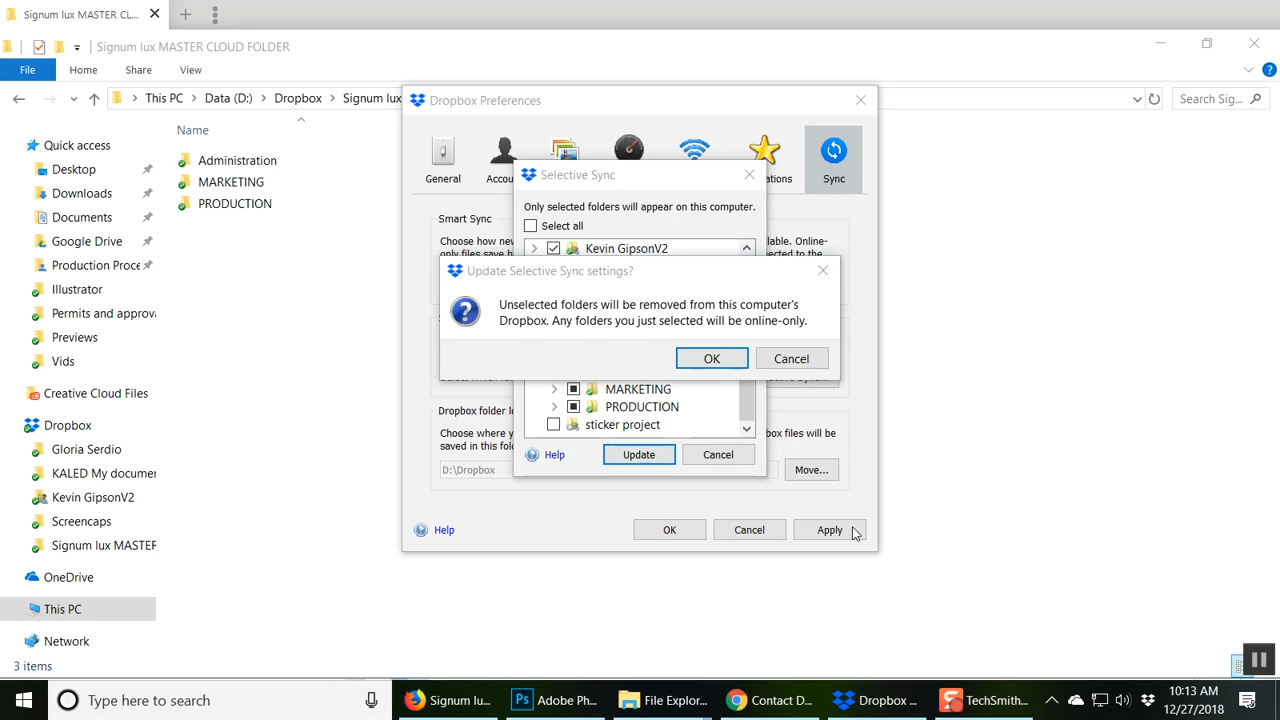 Signum lux MASTER CL...
Signum lux MASTER CLOUD FOLDER
File Home Share View
This PC Data (D:) Dropbox Signum lux
Search Sig...
Quick access
Desktop
Downloads
Documents
Google Drive
Production Proce
Illustrator
Permits and approva
Previews
Vids
Creative Cloud Files
Dropbox
Gloria Serdio
KALED My documer
Kevin GipsonV2
Screencaps
Signum lux MASTER
OneDrive
This PC
Network
3 items
Name
Administration
MARKETING
PRODUCTION
Dropbox Preferences
General Accou ations Sync
Smart Sync
Choose how new lable. Online-
only files save h ed to the
Selective Sync
Only selected folders will appear on this computer.
Select all
Kevin GipsonV2
Update Selective Sync settings?
Unselected folders will be removed from this computer's
Dropbox. Any folders you just selected will be online-only.
OK Cancel
MARKETING
PRODUCTION
sticker project
Help Update Cancel
Dropbox folder lo
Choose where y box files will be
saved in this fol
D:\Dropbox Move...
Help OK Cancel Apply
Type here to search
Signum lu... Adobe Ph... File Explor... Contact D... Dropbox ... TechSmith...
10:13 AM
12/27/2018